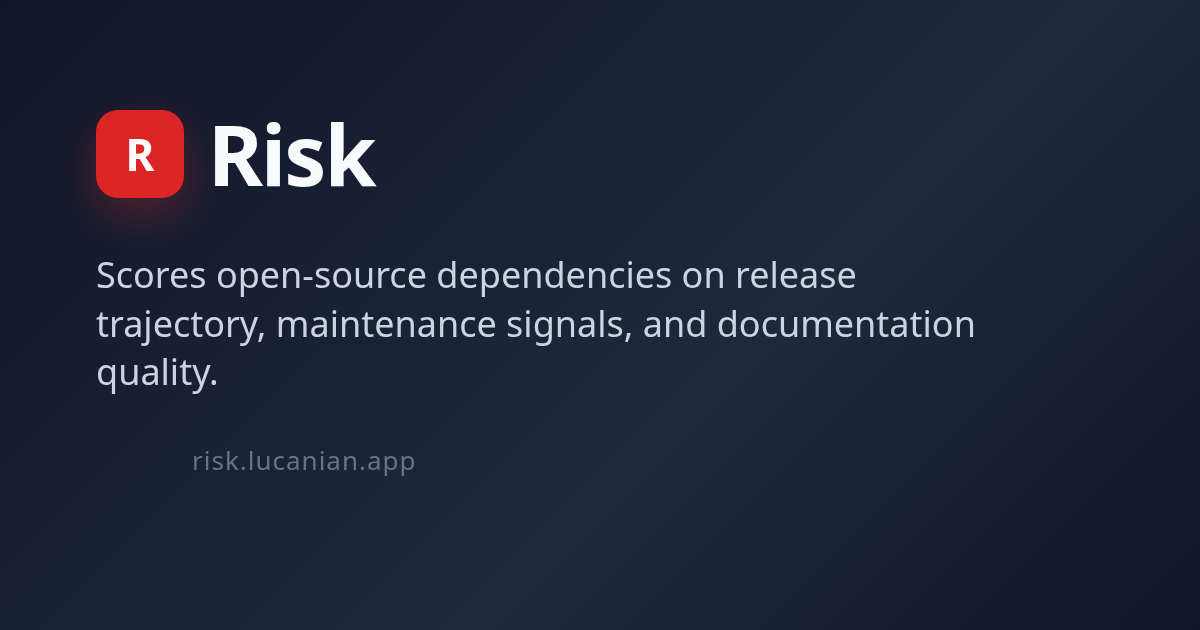 R
Risk
Scores open-source dependencies on release
trajectory, maintenance signals, and documentation
quality.
risk.lucanian.app